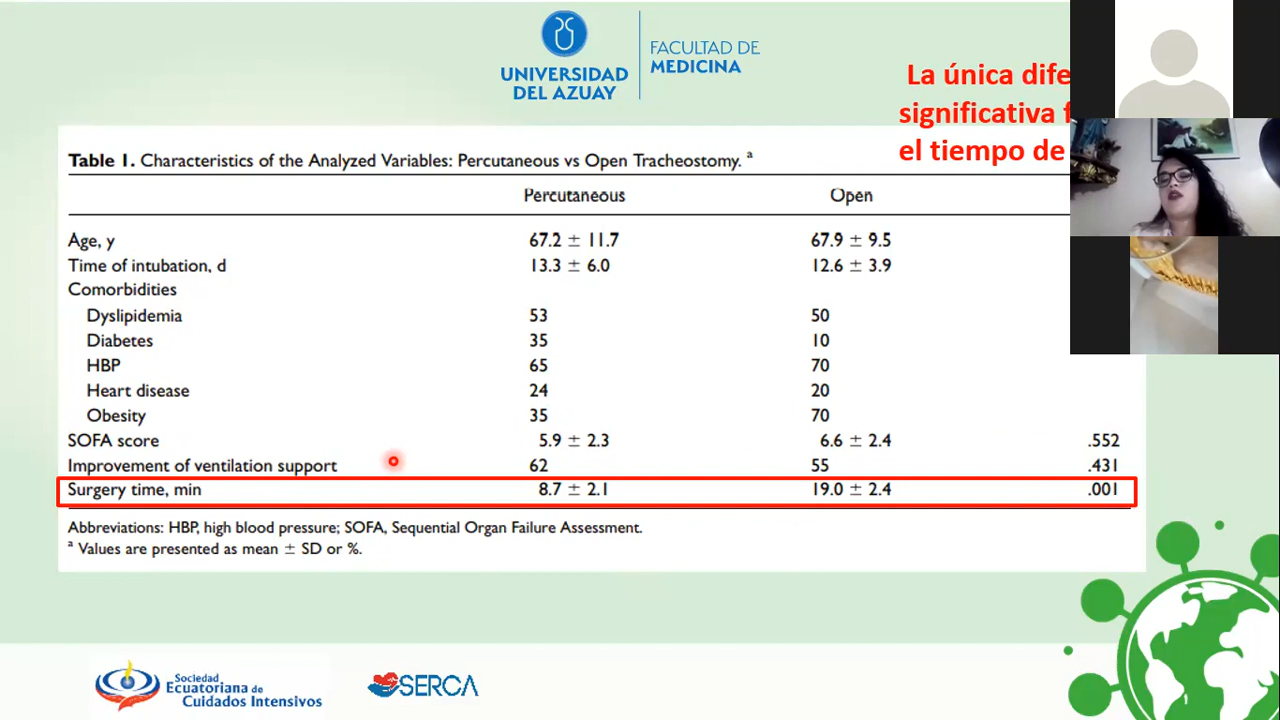 UNIVERSIDAD
DEL AZUAY
FACULTAD DE
MEDICINA
La única
significativa
el tiempo de
Table 1. Characteristics of the Analyzed Variables: Percutaneous vs Open Tracheostomy. a
Percutaneous Open
Age, y 67.2 ± 11.7 67.9 ± 9.5
Time of intubation, d 13.3 ± 6.0 12.6 ± 3.9
Comorbidities
Dyslipidemia 53 50
Diabetes 35 10
HBP 65 70
Heart disease 24 20
Obesity 35 70
SOFA score 5.9 ± 2.3 6.6 ± 2.4 .552
Improvement of ventilation support 62 55 .431
Surgery time, min 8.7 ± 2.1 19.0 ± 2.4 .001
Abbreviations: HBP, high blood pressure; SOFA, Sequential Organ Failure Assessment.
a Values are presented as mean ± SD or %.
Sociedad
Ecuatoriana de
Cuidados Intensivos
SERCA